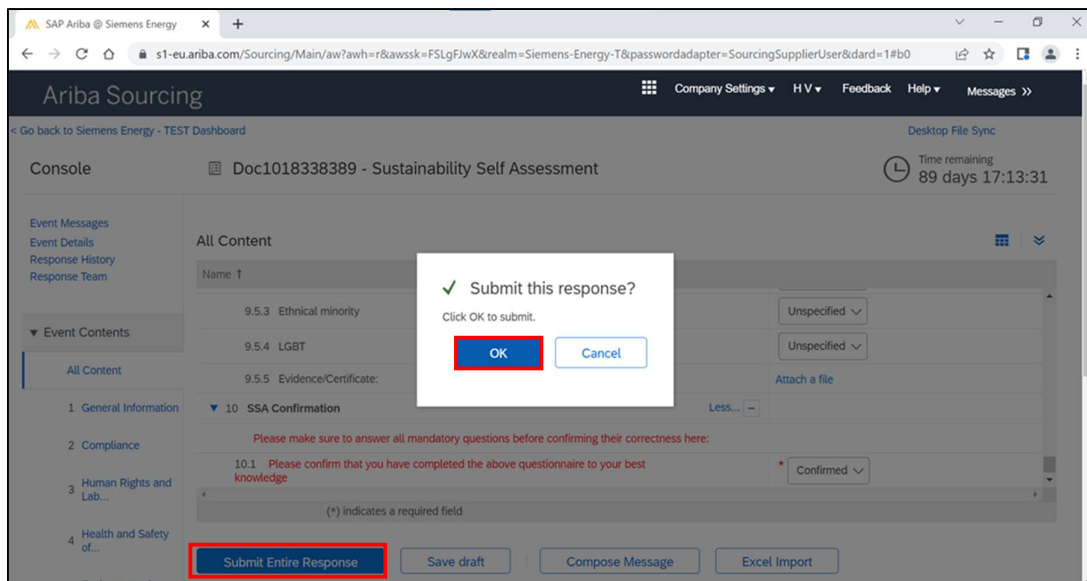 SAP Ariba @ Siemens Energy
s1-eu.ariba.com/Sourcing/Main/aw?awh=r&awssk=FSLgFJwX&realm=Siemens-Energy-T&passwordadapter=SourcingSupplierUser&dard=1#b0
Ariba Sourcing
Company Settings ▾ H V ▾ Feedback Help ▾ Messages >>
< Go back to Siemens Energy - TEST Dashboard
Desktop File Sync
Console
Doc1018338389 - Sustainability Self Assessment
Time remaining
89 days 17:13:31
Event Messages
Event Details
Response History
Response Team
All Content
Name ↑
Submit this response?
Click OK to submit.
OK Cancel
9.5.3 Ethnical minority Unspecified
▼ Event Contents
9.5.4 LGBT Unspecified
All Content
9.5.5 Evidence/Certificate: Attach a file
1 General Information
▼ 10 SSA Confirmation Less... −
2 Compliance
Please make sure to answer all mandatory questions before confirming their correctness here:
10.1 Please confirm that you have completed the above questionnaire to your best
knowledge
* Confirmed
3 Human Rights and
Lab...
(*) indicates a required field
4 Health and Safety
of...
Submit Entire Response Save draft Compose Message Excel Import